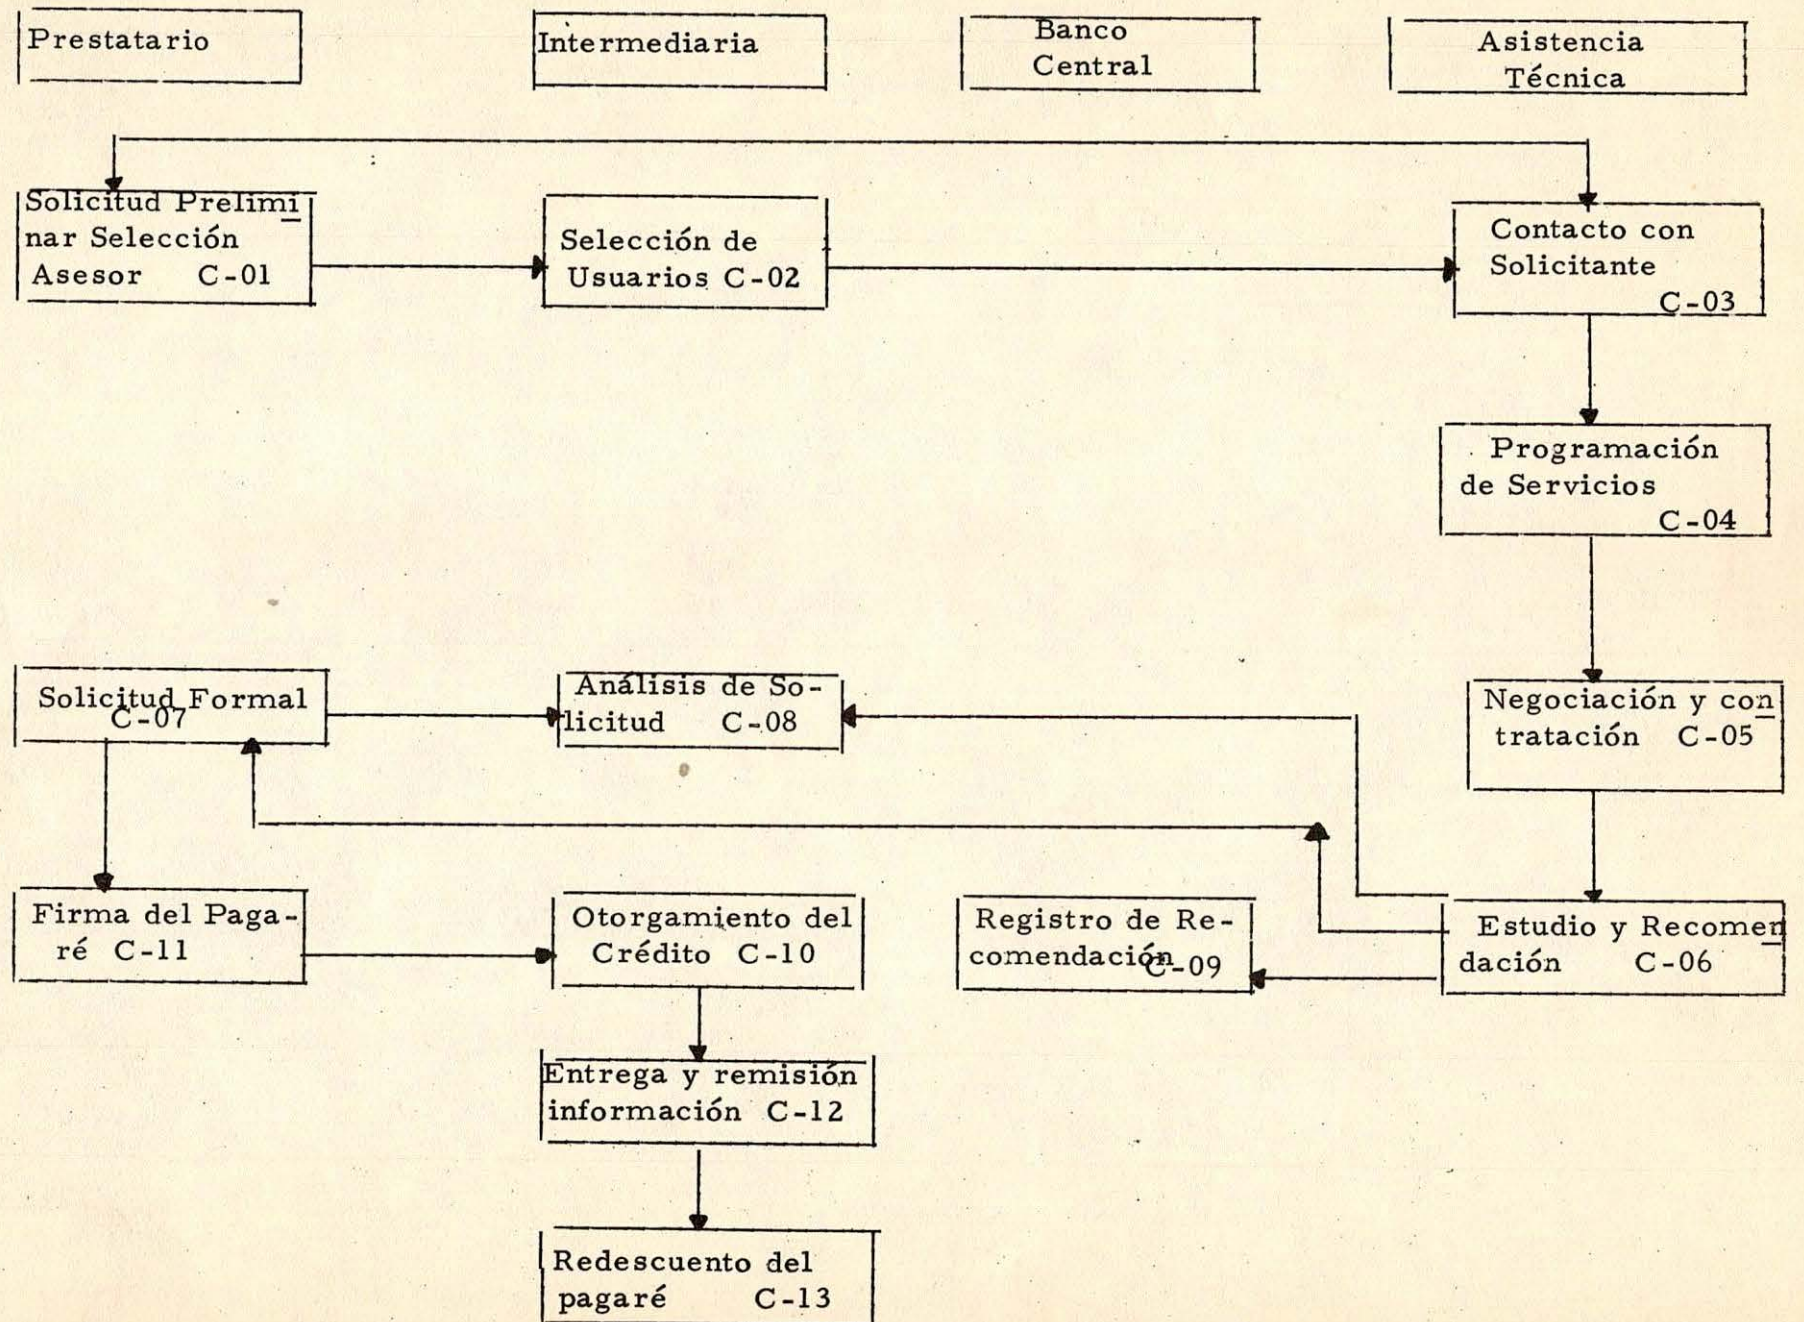 Prestatario
Intermediaria
Banco
Central
Asistencia
Técnica
Solicitud Prelimi
nar Selección
Asesor C-01
Selección de
Usuarios C-02
Contacto con
Solicitante
C-03
Programación
de Servicios
C-04
Solicitud Formal
C-07
Análisis de So-
licitud C-08
Negociación y con
tratación C-05
Firma del Paga-
ré C-11
Otorgamiento del
Crédito C-10
Registro de Re-
comendación C-09
Estudio y Recomen
dación C-06
Entrega y remisión
información C-12
Redescuento del
pagaré C-13